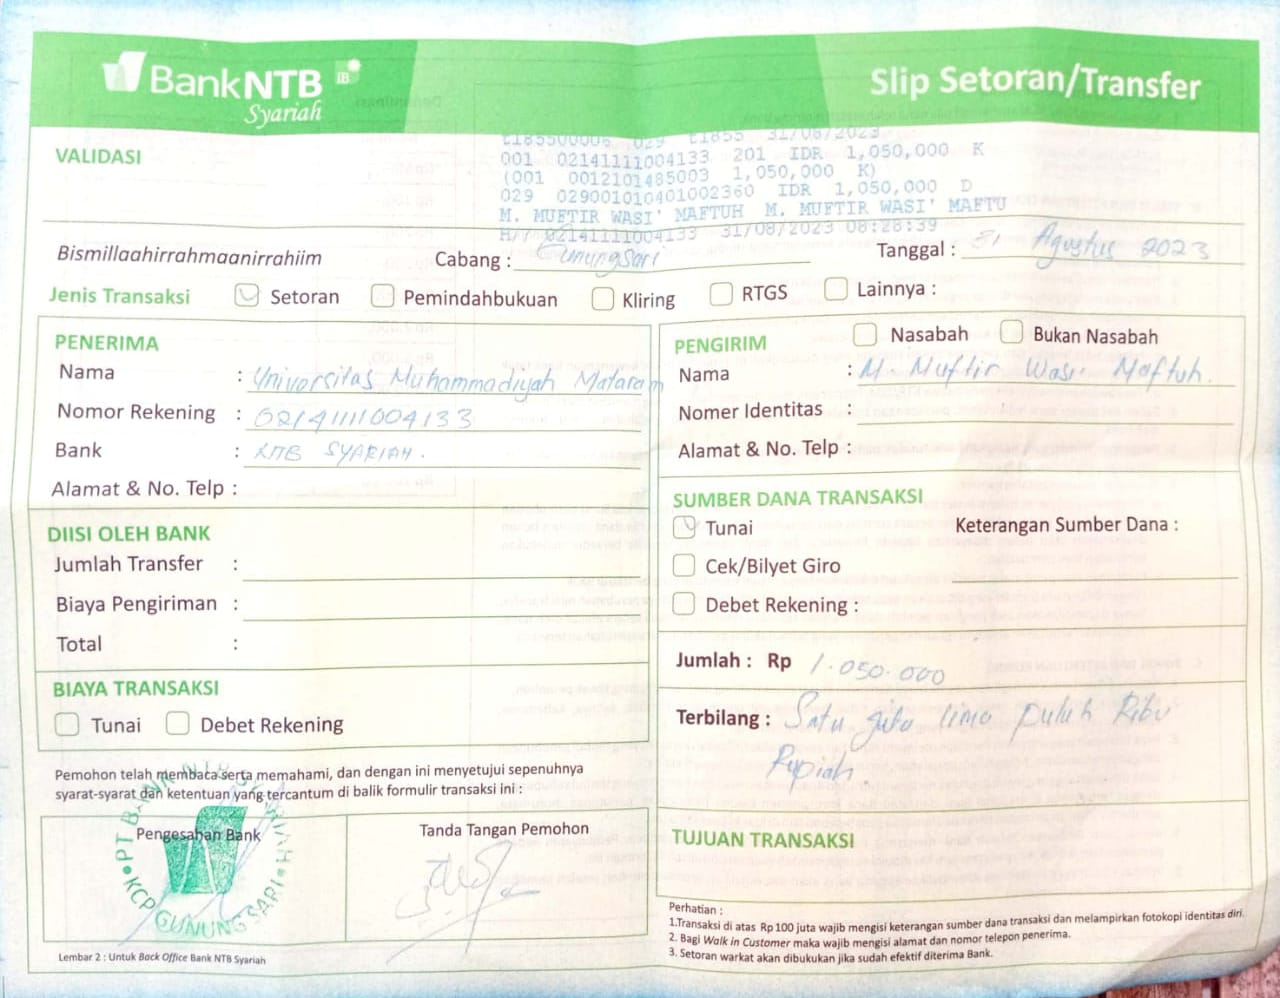 BankNTB
Syariah
Slip Setoran/Transfer
VALIDASI
t185500006 029 t1855 31/08/2023
001 02141111004133 201 IDR 1,050,000 K
(001 0012101485003 1,050,000 K)
029 029001010401002360 IDR 1,050,000 D
M. MUFTIR WASI' MAFTUH M. MUFTIR WASI' MAFTU
02141111004133 31/08/2023 08:28:39
Bismillaahirrahmaanirrahiim
Cabang : Gunungsari
Tanggal : 31 Agustus 2023
Jenis Transaksi Setoran Pemindahbukuan Kliring RTGS Lainnya :
PENERIMA
Nama : Universitas Muhammadiyah Mataram
Nomor Rekening : 02141111004133
Bank : NTB SYARIAH.
Alamat & No. Telp :
DIISI OLEH BANK
Jumlah Transfer :
Biaya Pengiriman :
Total :
BIAYA TRANSAKSI
Tunai Debet Rekening
Pemohon telah membaca serta memahami, dan dengan ini menyetujui sepenuhnya
syarat-syarat dan ketentuan yang tercantum di balik formulir transaksi ini :
Pengesahan Bank
KCP GUNUNG SARI
Tanda Tangan Pemohon
Lembar 2 : Untuk Back Office Bank NTB Syariah
PENGIRIM Nasabah Bukan Nasabah
Nama : M. Muftir Wasi' Maftuh.
Nomer Identitas :
Alamat & No. Telp :
SUMBER DANA TRANSAKSI
Tunai Keterangan Sumber Dana :
Cek/Bilyet Giro
Debet Rekening :
Jumlah : Rp 1.050.000
Terbilang : Satu juta lima puluh Ribu
Rupiah.
TUJUAN TRANSAKSI
Perhatian :
1.Transaksi di atas Rp 100 juta wajib mengisi keterangan sumber dana transaksi dan melampirkan fotokopi identitas diri.
2. Bagi Walk in Customer maka wajib mengisi alamat dan nomor telepon penerima.
3. Setoran warkat akan dibukukan jika sudah efektif diterima Bank.